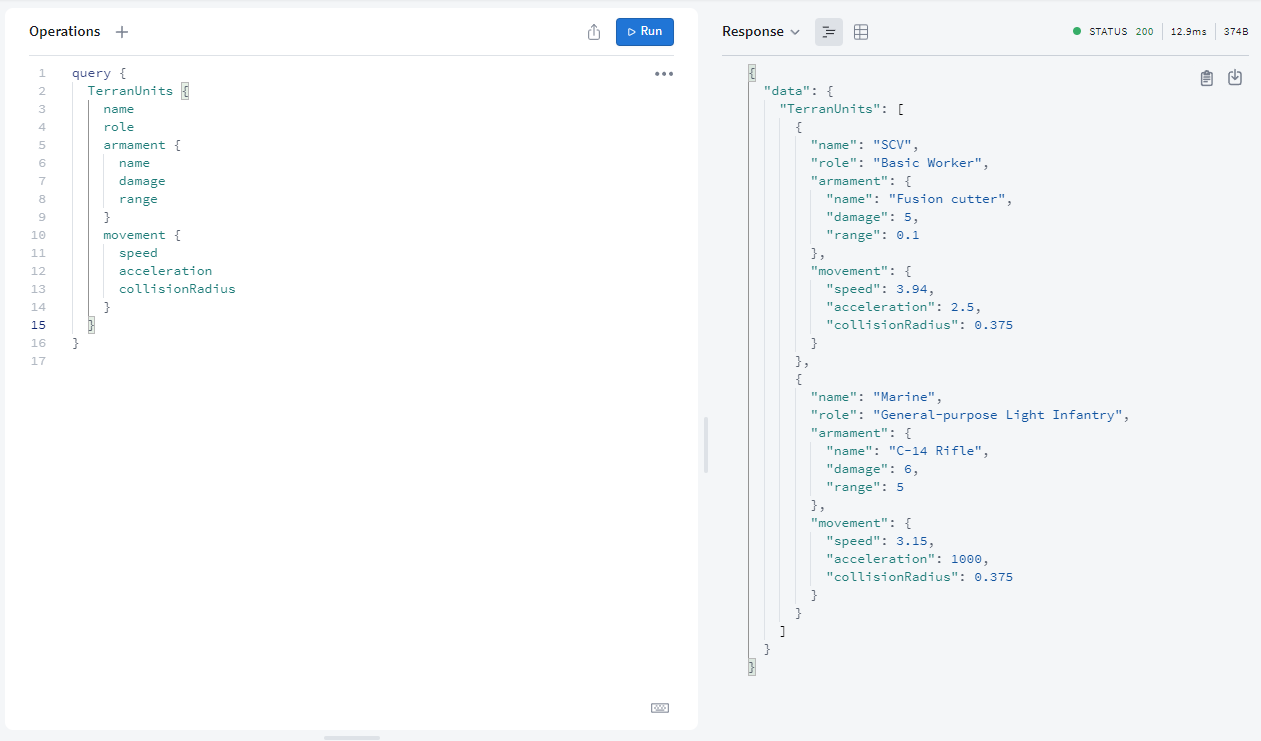 Operations +
Run
1 query {
2 TerranUnits {
3 name
4 role
5 armament {
6 name
7 damage
8 range
9 }
10 movement {
11 speed
12 acceleration
13 collisionRadius
14 }
15 }
16 }
17
Response
STATUS 200 12.9ms 374B
{
"data": {
"TerranUnits": [
{
"name": "SCV",
"role": "Basic Worker",
"armament": {
"name": "Fusion cutter",
"damage": 5,
"range": 0.1
},
"movement": {
"speed": 3.94,
"acceleration": 2.5,
"collisionRadius": 0.375
}
},
{
"name": "Marine",
"role": "General-purpose Light Infantry",
"armament": {
"name": "C-14 Rifle",
"damage": 6,
"range": 5
},
"movement": {
"speed": 3.15,
"acceleration": 1000,
"collisionRadius": 0.375
}
}
]
}
}